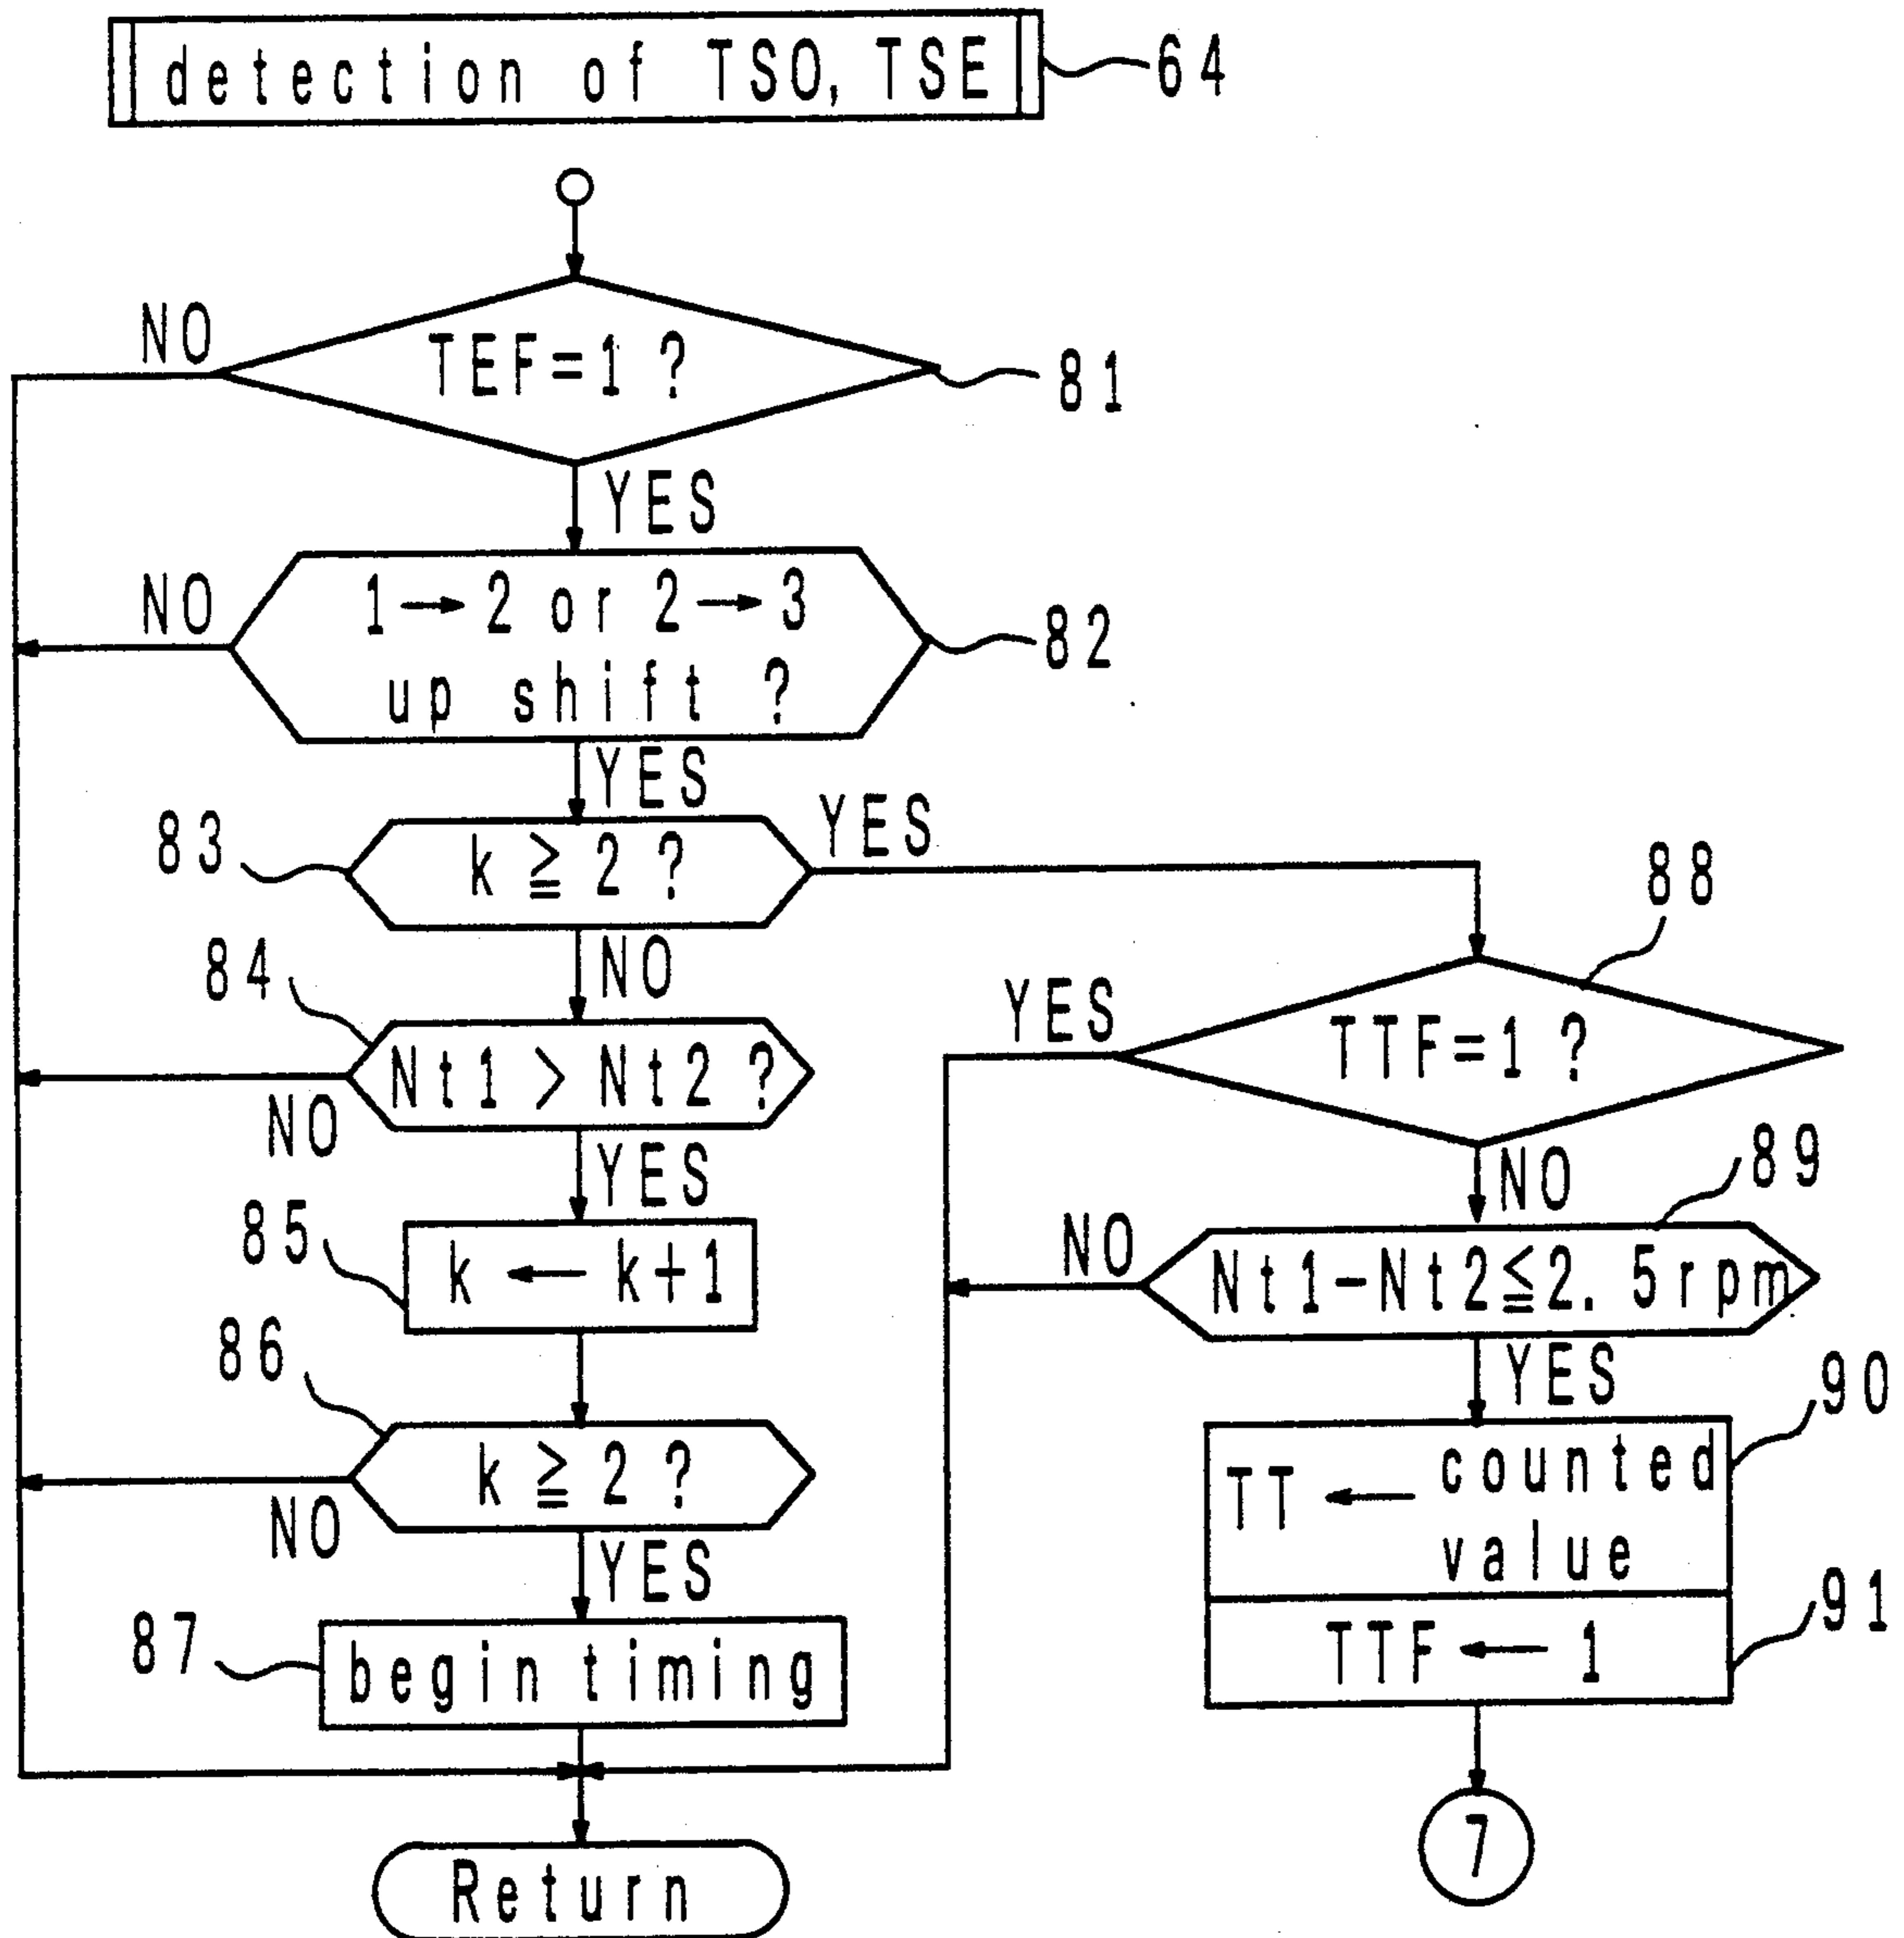 detection of TSO, TSE
64
NO
TEF=1 ?
81
YES
NO
1→2 or 2→3
up shift ?
82
YES
83
k ≧ 2 ?
YES
88
84
NO
Nt1 > Nt2 ?
NO
YES
TTF=1 ?
YES
NO
89
85
k ← k+1
NO
Nt1-Nt2≦2. 5rpm
86
YES
90
k ≧ 2 ?
NO
TT ← counted
value
YES
91
87
begin timing
TTF ← 1
7
Return